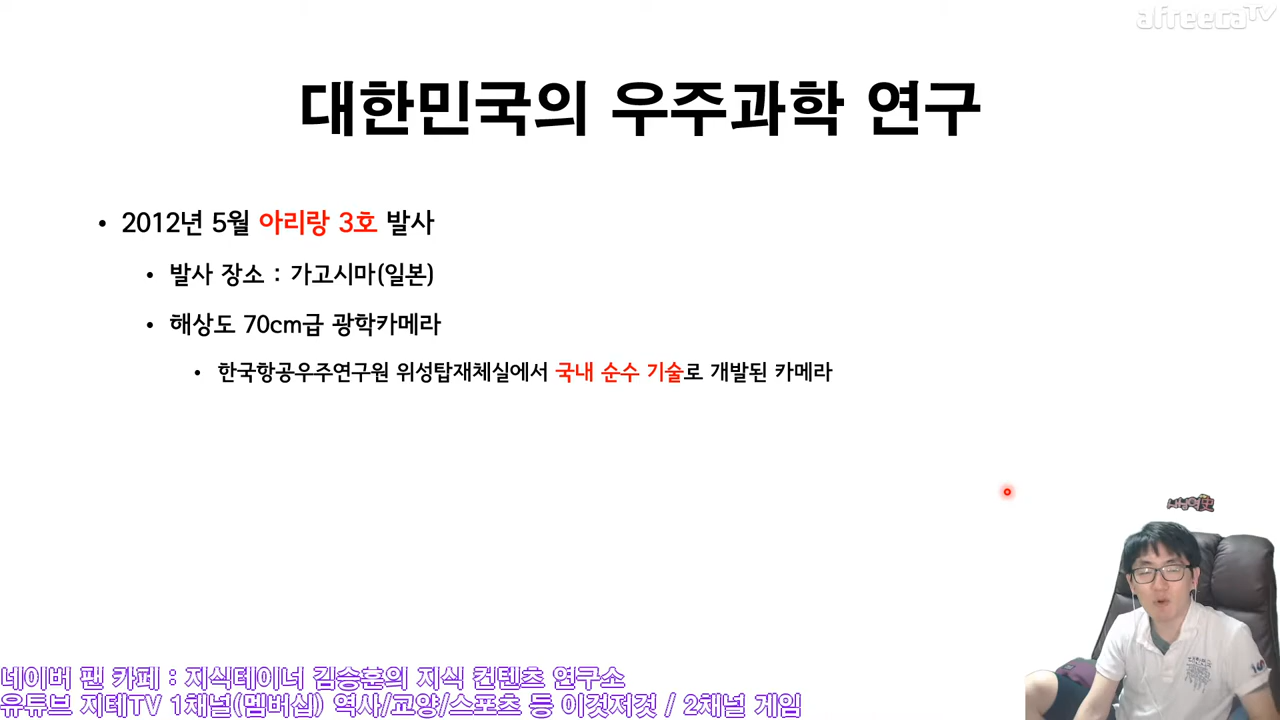 afreecaTV
대한민국의 우주과학 연구
• 2012년 5월 아리랑 3호 발사
• 발사 장소 : 가고시마(일본)
• 해상도 70cm급 광학카메라
• 한국항공우주연구원 위성탑재체실에서 국내 순수 기술로 개발된 카메라
네이버 팬 카페 : 지식테이너 김승훈의 지식 컨텐츠 연구소
유튜브 지테TV 1채널(멤버십) 역사/교양/스포츠 등 이것저것 / 2채널 게임